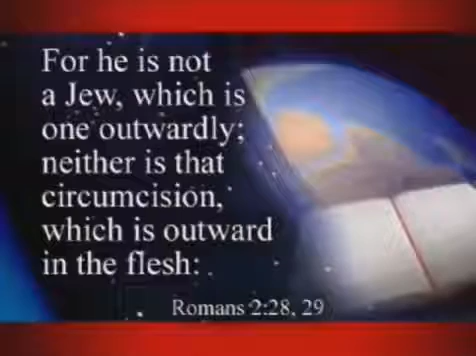 For he is not
a Jew, which is
one outwardly;
neither is that
circumcision,
which is outward
in the flesh:
Romans 2:28, 29